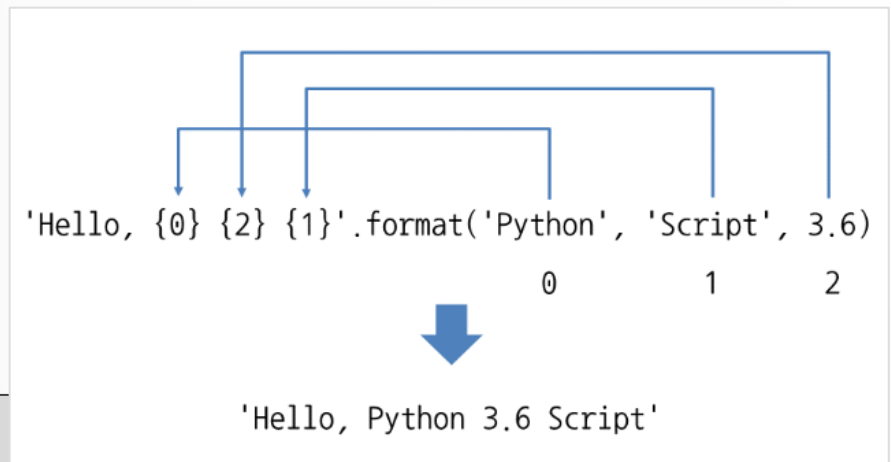 'Hello, {0} {2} {1}'.format('Python', 'Script', 3.6)
0 1 2
'Hello, Python 3.6 Script'